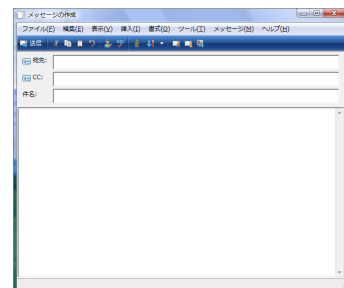 メッセージの作成
ファイル(F) 編集(E) 表示(V) 挿入(I) 書式(O) ツール(T) メッセージ(M) ヘルプ(H)
送信
宛先:
CC:
件名: